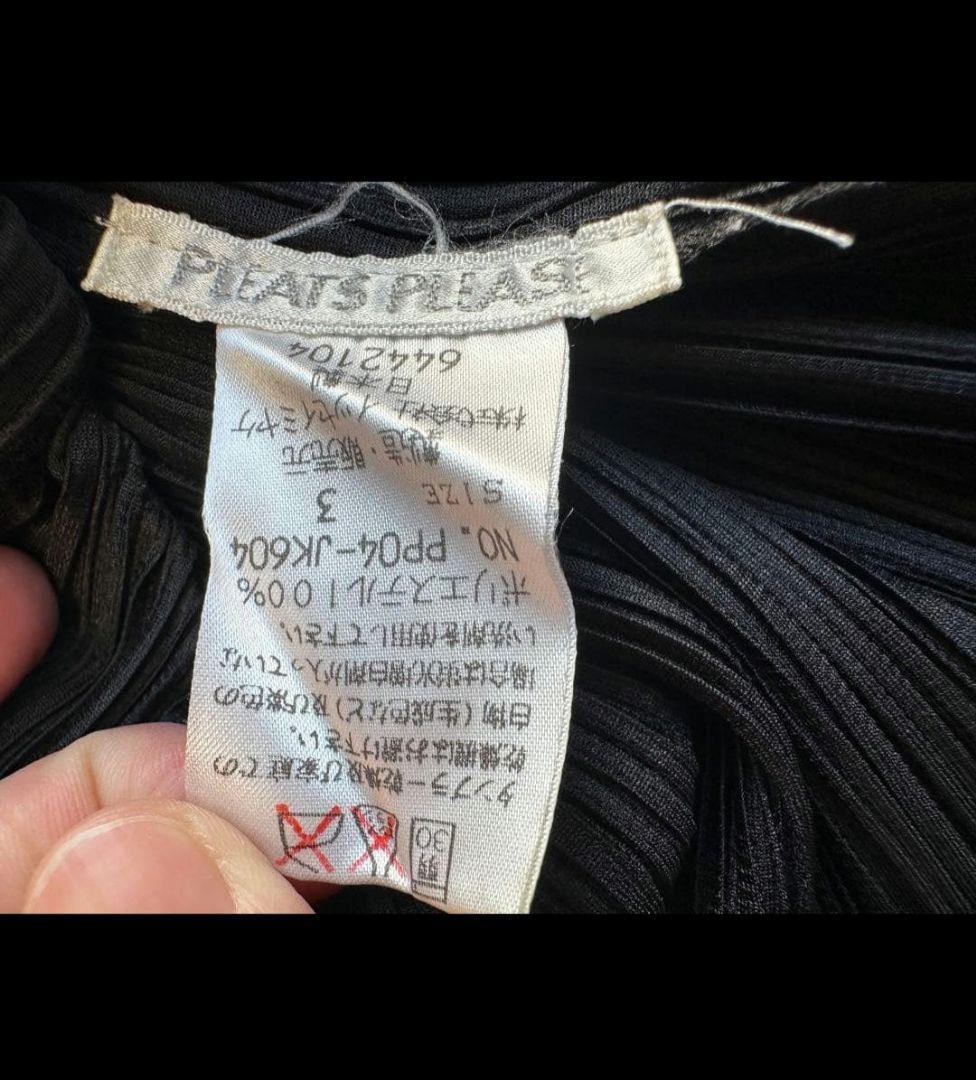 PLEATS PLEASE
弱
30
タンブラー乾燥及び家庭での
乾燥機はお避け下さい。
白物(生成りなど)及び淡色の
場合は蛍光増白剤が入っていな
い洗剤を使用して下さい。
ポリエステル100%
NO. PP04-JK604
SIZE 3
製造・販売元
株式会社イッセイミヤケ
日本製
6442104